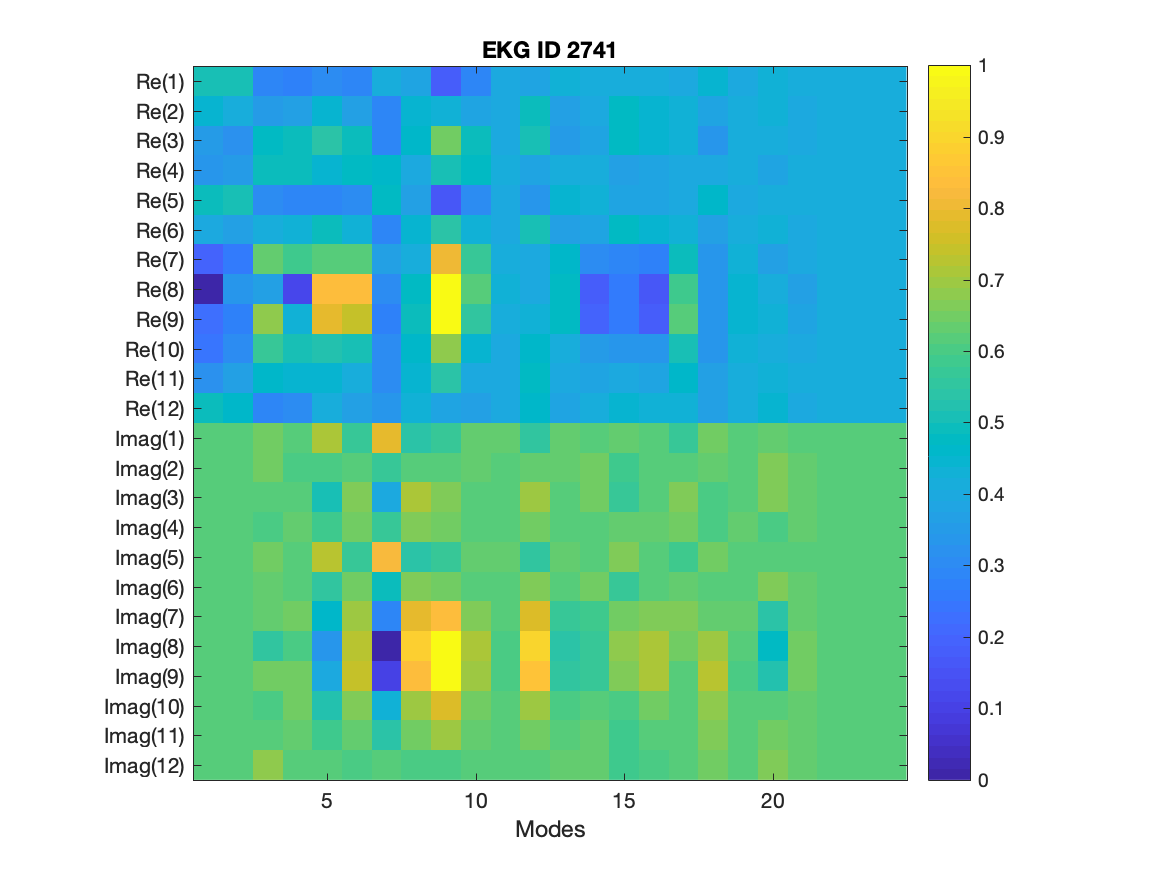 EKG ID 2741
Re(1)
Re(2)
Re(3)
Re(4)
Re(5)
Re(6)
Re(7)
Re(8)
Re(9)
Re(10)
Re(11)
Re(12)
Imag(1)
Imag(2)
Imag(3)
Imag(4)
Imag(5)
Imag(6)
Imag(7)
Imag(8)
Imag(9)
Imag(10)
Imag(11)
Imag(12)
5 10 15 20
Modes
1
0.9
0.8
0.7
0.6
0.5
0.4
0.3
0.2
0.1
0